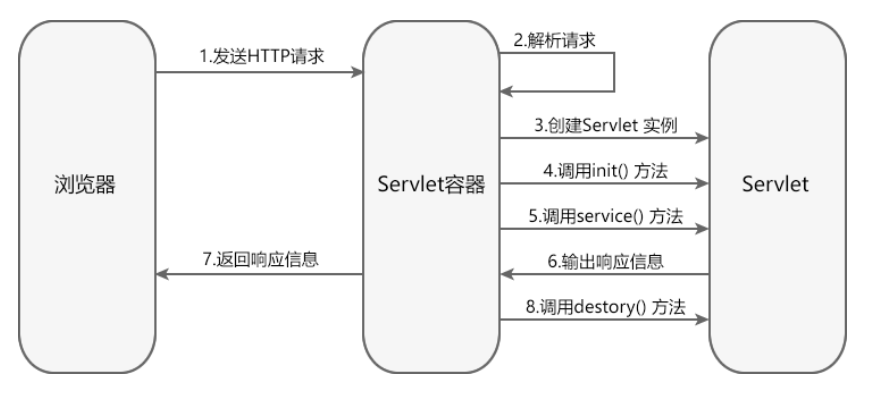 1.发送HTTP请求
2.解析请求
3.创建Servlet 实例
4.调用init() 方法
浏览器
Servlet容器
Servlet
5.调用service() 方法
7.返回响应信息
6.输出响应信息
8.调用destory() 方法